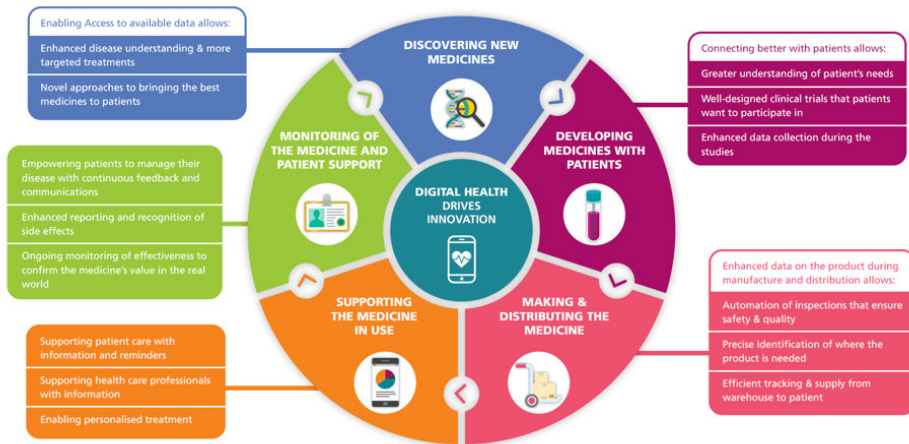 Enabling Access to available data allows:
Enhanced disease understanding & more
targeted treatments
Novel approaches to bringing the best
medicines to patients
DISCOVERING NEW
MEDICINES
Connecting better with patients allows:
Greater understanding of patient's needs
Well-designed clinical trials that patients
want to participate in
Enhanced data collection during the
studies
MONITORING OF
THE MEDICINE AND
PATIENT SUPPORT
DEVELOPING
MEDICINES WITH
PATIENTS
Empowering patients to manage their
disease with continuous feedback and
communications
Enhanced reporting and recognition of
side effects
Ongoing monitoring of effectiveness to
confirm the medicine's value in the real
world
DIGITAL HEALTH
DRIVES
INNOVATION
Enhanced data on the product during
manufacture and distribution allows:
Automation of inspections that ensure
safety & quality
Precise identification of where the
product is needed
Efficient tracking & supply from
warehouse to patient
SUPPORTING
THE MEDICINE
IN USE
MAKING &
DISTRIBUTING THE
MEDICINE
Supporting patient care with
information and reminders
Supporting health care professionals
with information
Enabling personalised treatment